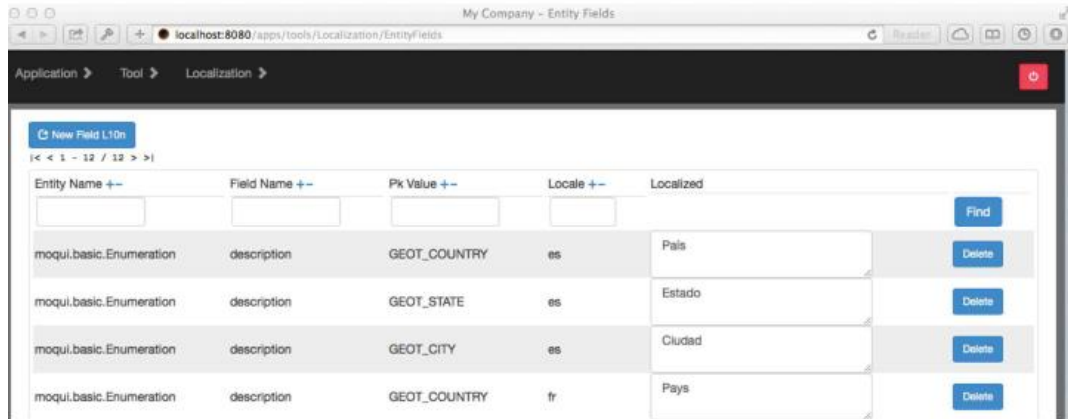 My Company - Entity Fields
localhost:8080/apps/tools/Localization/EntityFields
Reader
Application Tool Localization
New Field L10n
|< < 1 - 12 / 12 > >|
Entity Name +- Field Name +- Pk Value +- Locale +- Localized
Find
moqui.basic.Enumeration description GEOT_COUNTRY es País Delete
moqui.basic.Enumeration description GEOT_STATE es Estado Delete
moqui.basic.Enumeration description GEOT_CITY es Ciudad Delete
moqui.basic.Enumeration description GEOT_COUNTRY fr Pays Delete